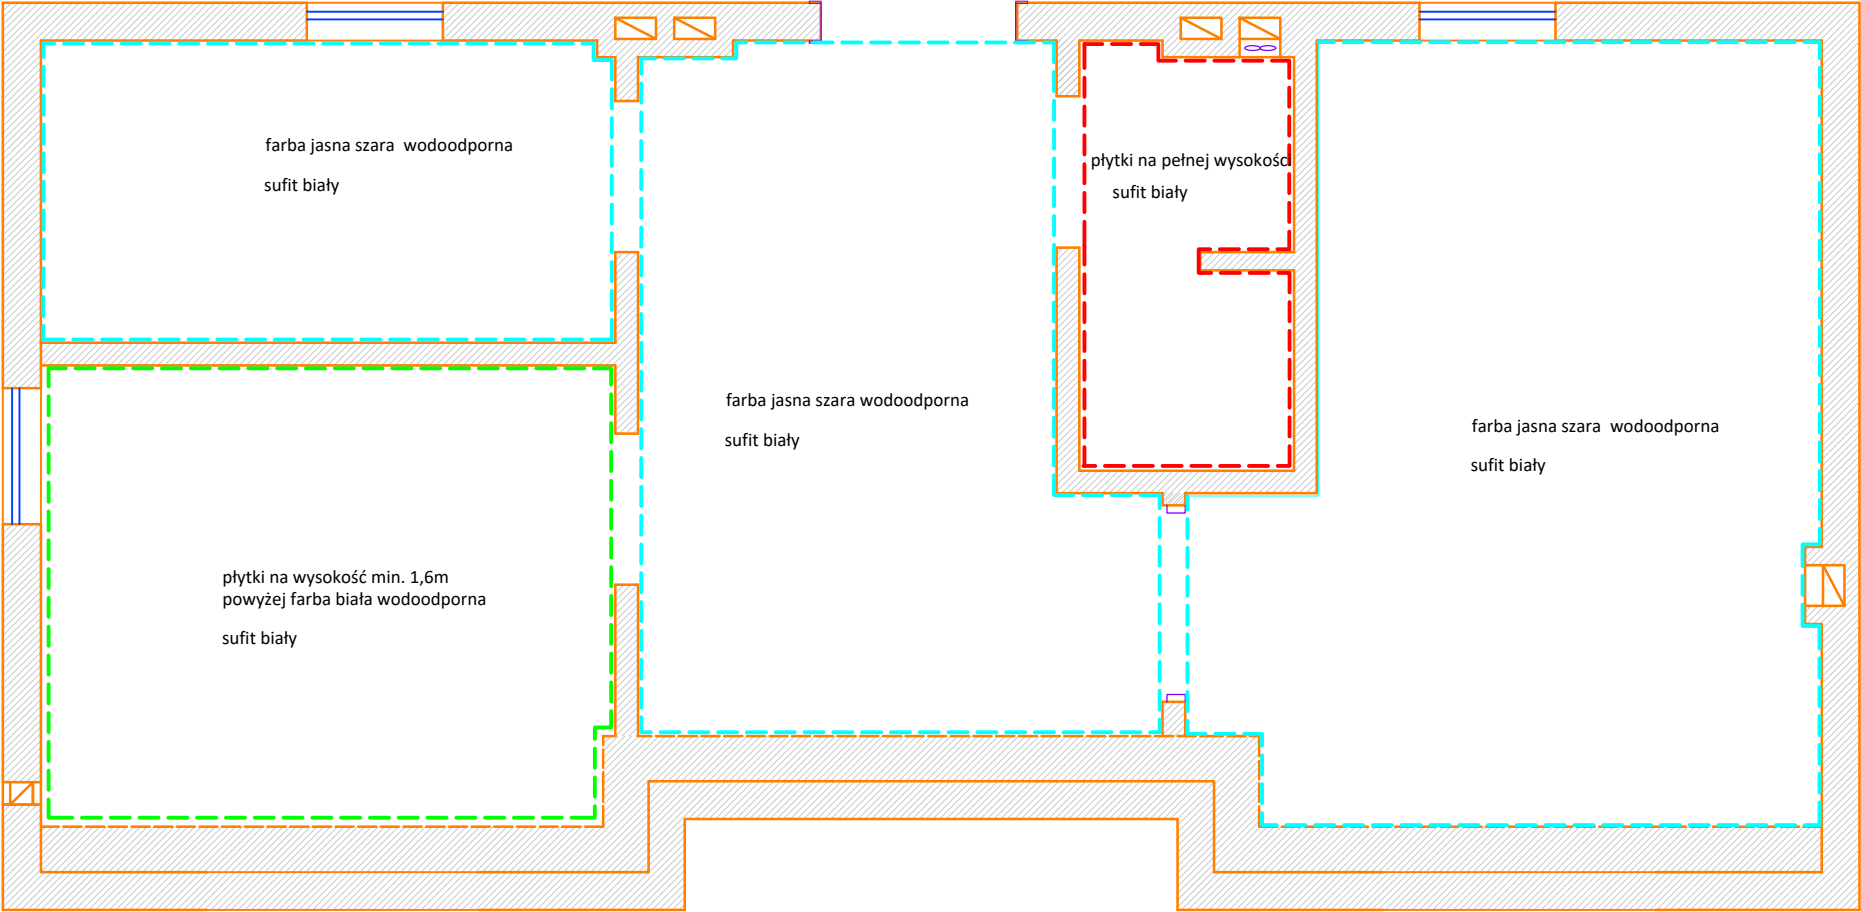 farba jasna szara  wodoodporna
sufit biały
płytki na pełnej wysokości
sufit biały
farba jasna szara wodoodporna
sufit biały
farba jasna szara  wodoodporna
sufit biały
płytki na wysokość min. 1,6m
powyżej farba biała wodoodporna
sufit biały